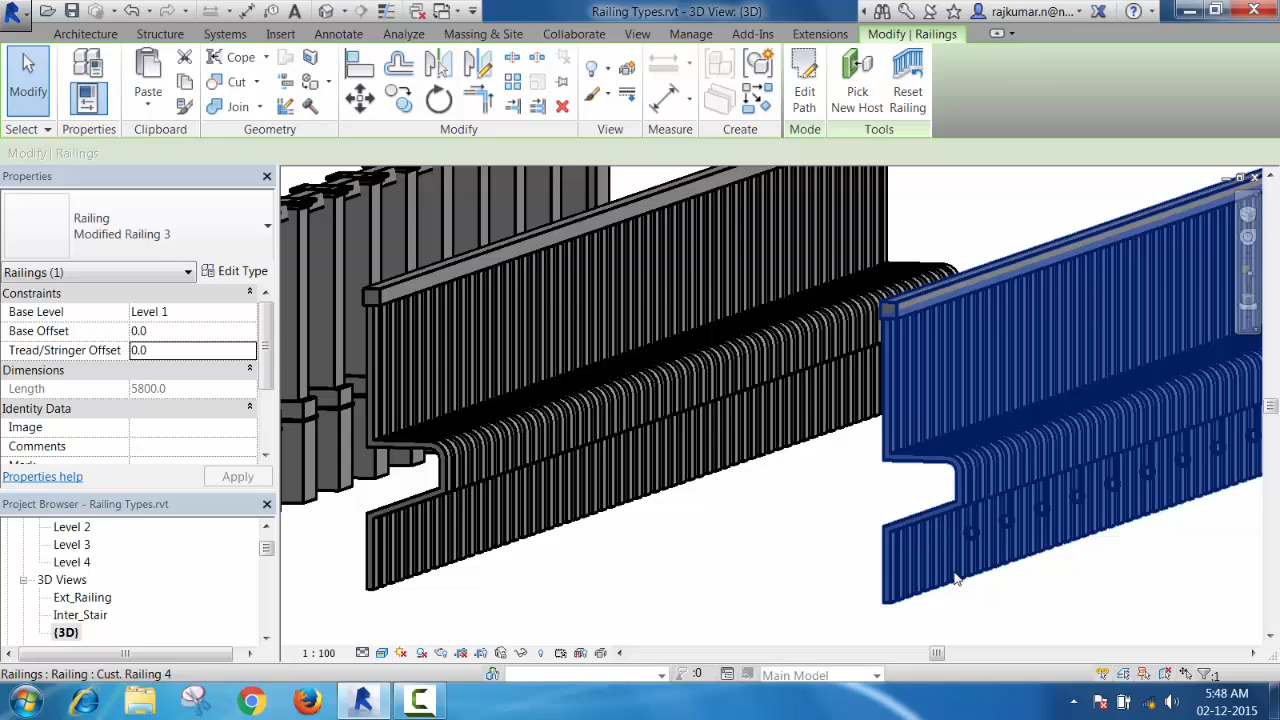 Railing Types.rvt - 3D View: {3D}
rajkumar.n@n...
Architecture Structure Systems Insert Annotate Analyze Massing & Site Collaborate View Manage Add-Ins Extensions Modify | Railings
Modify
Paste
Cope
Cut
Join
Edit Path
Pick New Host
Reset Railing
Select Properties Clipboard Geometry Modify View Measure Create Mode Tools
Modify | Railings
Properties
Railing
Modified Railing 3
Railings (1) Edit Type
Constraints
Base Level Level 1
Base Offset 0.0
Tread/Stringer Offset 0.0
Dimensions
Length 5800.0
Identity Data
Image
Comments
Properties help Apply
Project Browser - Railing Types.rvt
Level 2
Level 3
Level 4
3D Views
Ext_Railing
Inter_Stair
{3D}
1 : 100
Railings : Railing : Cust. Railing 4
:0
Main Model
:1
5:48 AM
02-12-2015